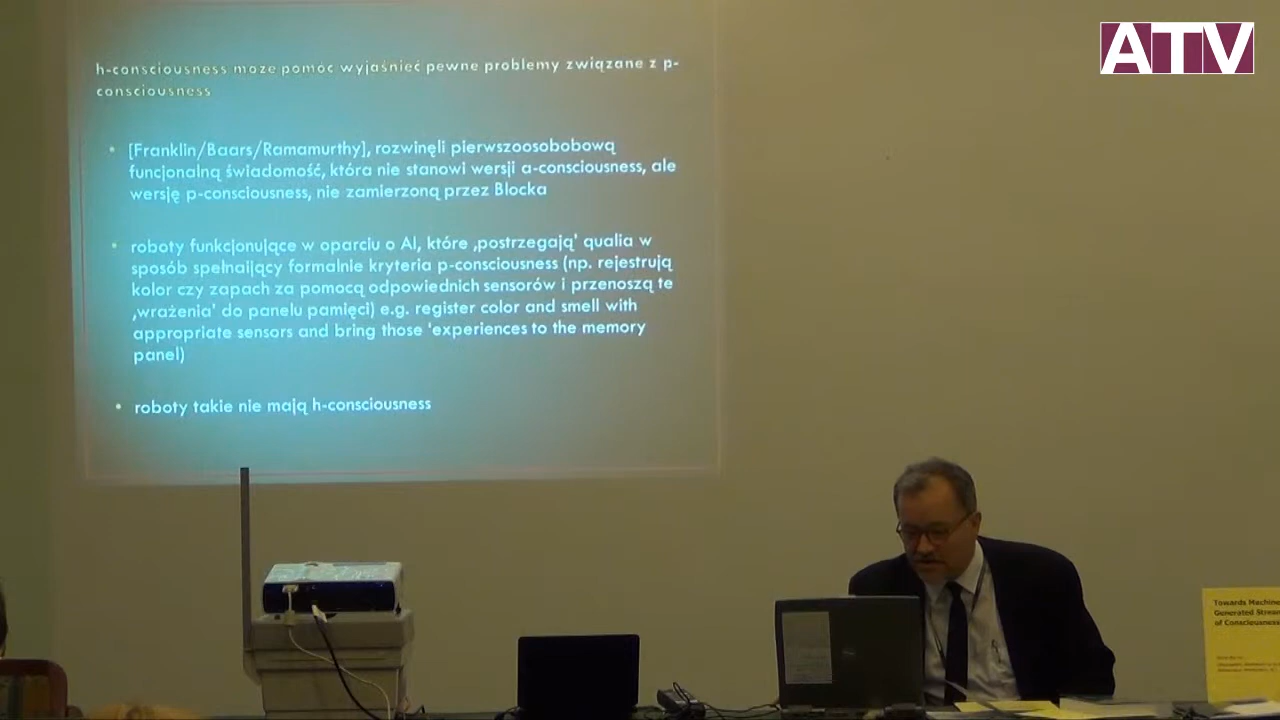 ATV
h-consciousness może pomóc wyjaśnieć pewne problemy związane z p-
consciousness
• [Franklin/Baars/Ramamurthy], rozwinęli pierwszoosobobową
funcjonalną świadomość, która nie stanowi wersji a-consciousness, ale
wersję p-consciousness, nie zamierzoną przez Blocka
• roboty funkcjonujące w oparciu o AI, które ‚postrzegają' qualia w
sposób spełnaijący formalnie kryteria p-consciousness (np. rejestrują
kolor czy zapach za pomocą odpowiednich sensorów i przenoszą te
‚wrażenia' do panelu pamięci) e.g. register color and smell with
appropriate sensors and bring those 'experiences to the memory
panel)
• roboty takie nie mają h-consciousness
Towards Machine
Generated Stream
of Consciousness